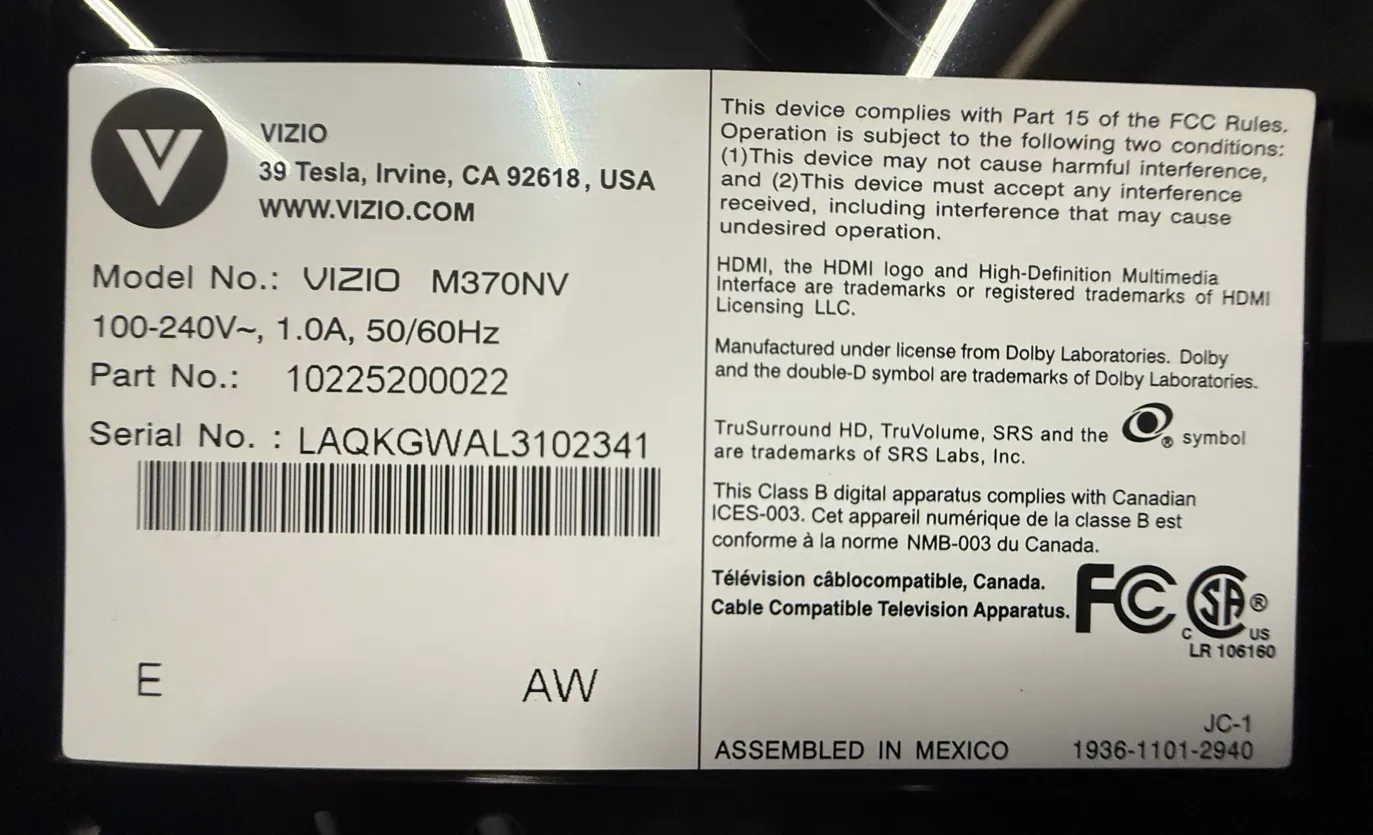 VIZIO
39 Tesla, Irvine, CA 92618, USA
WWW.VIZIO.COM
Model No.: VIZIO M370NV
100-240V~, 1.0A, 50/60Hz
Part No.: 10225200022
Serial No. : LAQKGWAL3102341
E AW
This device complies with Part 15 of the FCC Rules.
Operation is subject to the following two conditions:
(1)This device may not cause harmful interference,
and (2)This device must accept any interference
received, including interference that may cause
undesired operation.
HDMI, the HDMI logo and High-Definition Multimedia
Interface are trademarks or registered trademarks of HDMI
Licensing LLC.
Manufactured under license from Dolby Laboratories. Dolby
and the double-D symbol are trademarks of Dolby Laboratories.
TruSurround HD, TruVolume, SRS and the ® symbol
are trademarks of SRS Labs, Inc.
This Class B digital apparatus complies with Canadian
ICES-003. Cet appareil numérique de la classe B est
conforme à la norme NMB-003 du Canada.
Télévision câblocompatible, Canada.
Cable Compatible Television Apparatus.
FC SA ®
C US
LR 106160
JC-1
ASSEMBLED IN MEXICO 1936-1101-2940